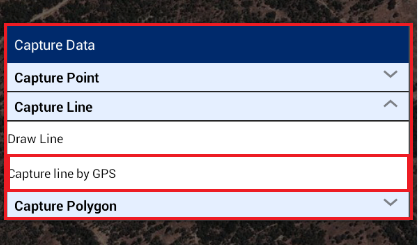 Capture Data
Capture Point
Capture Line
Draw Line
Capture line by GPS
Capture Polygon